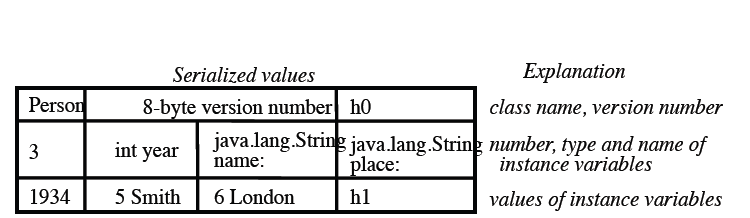 Serialized values Explanation
Person 8-byte version number h0 class name, version number
3 int year java.lang.String name: java.lang.String place: number, type and name of instance variables
1934 5 Smith 6 London h1 values of instance variables